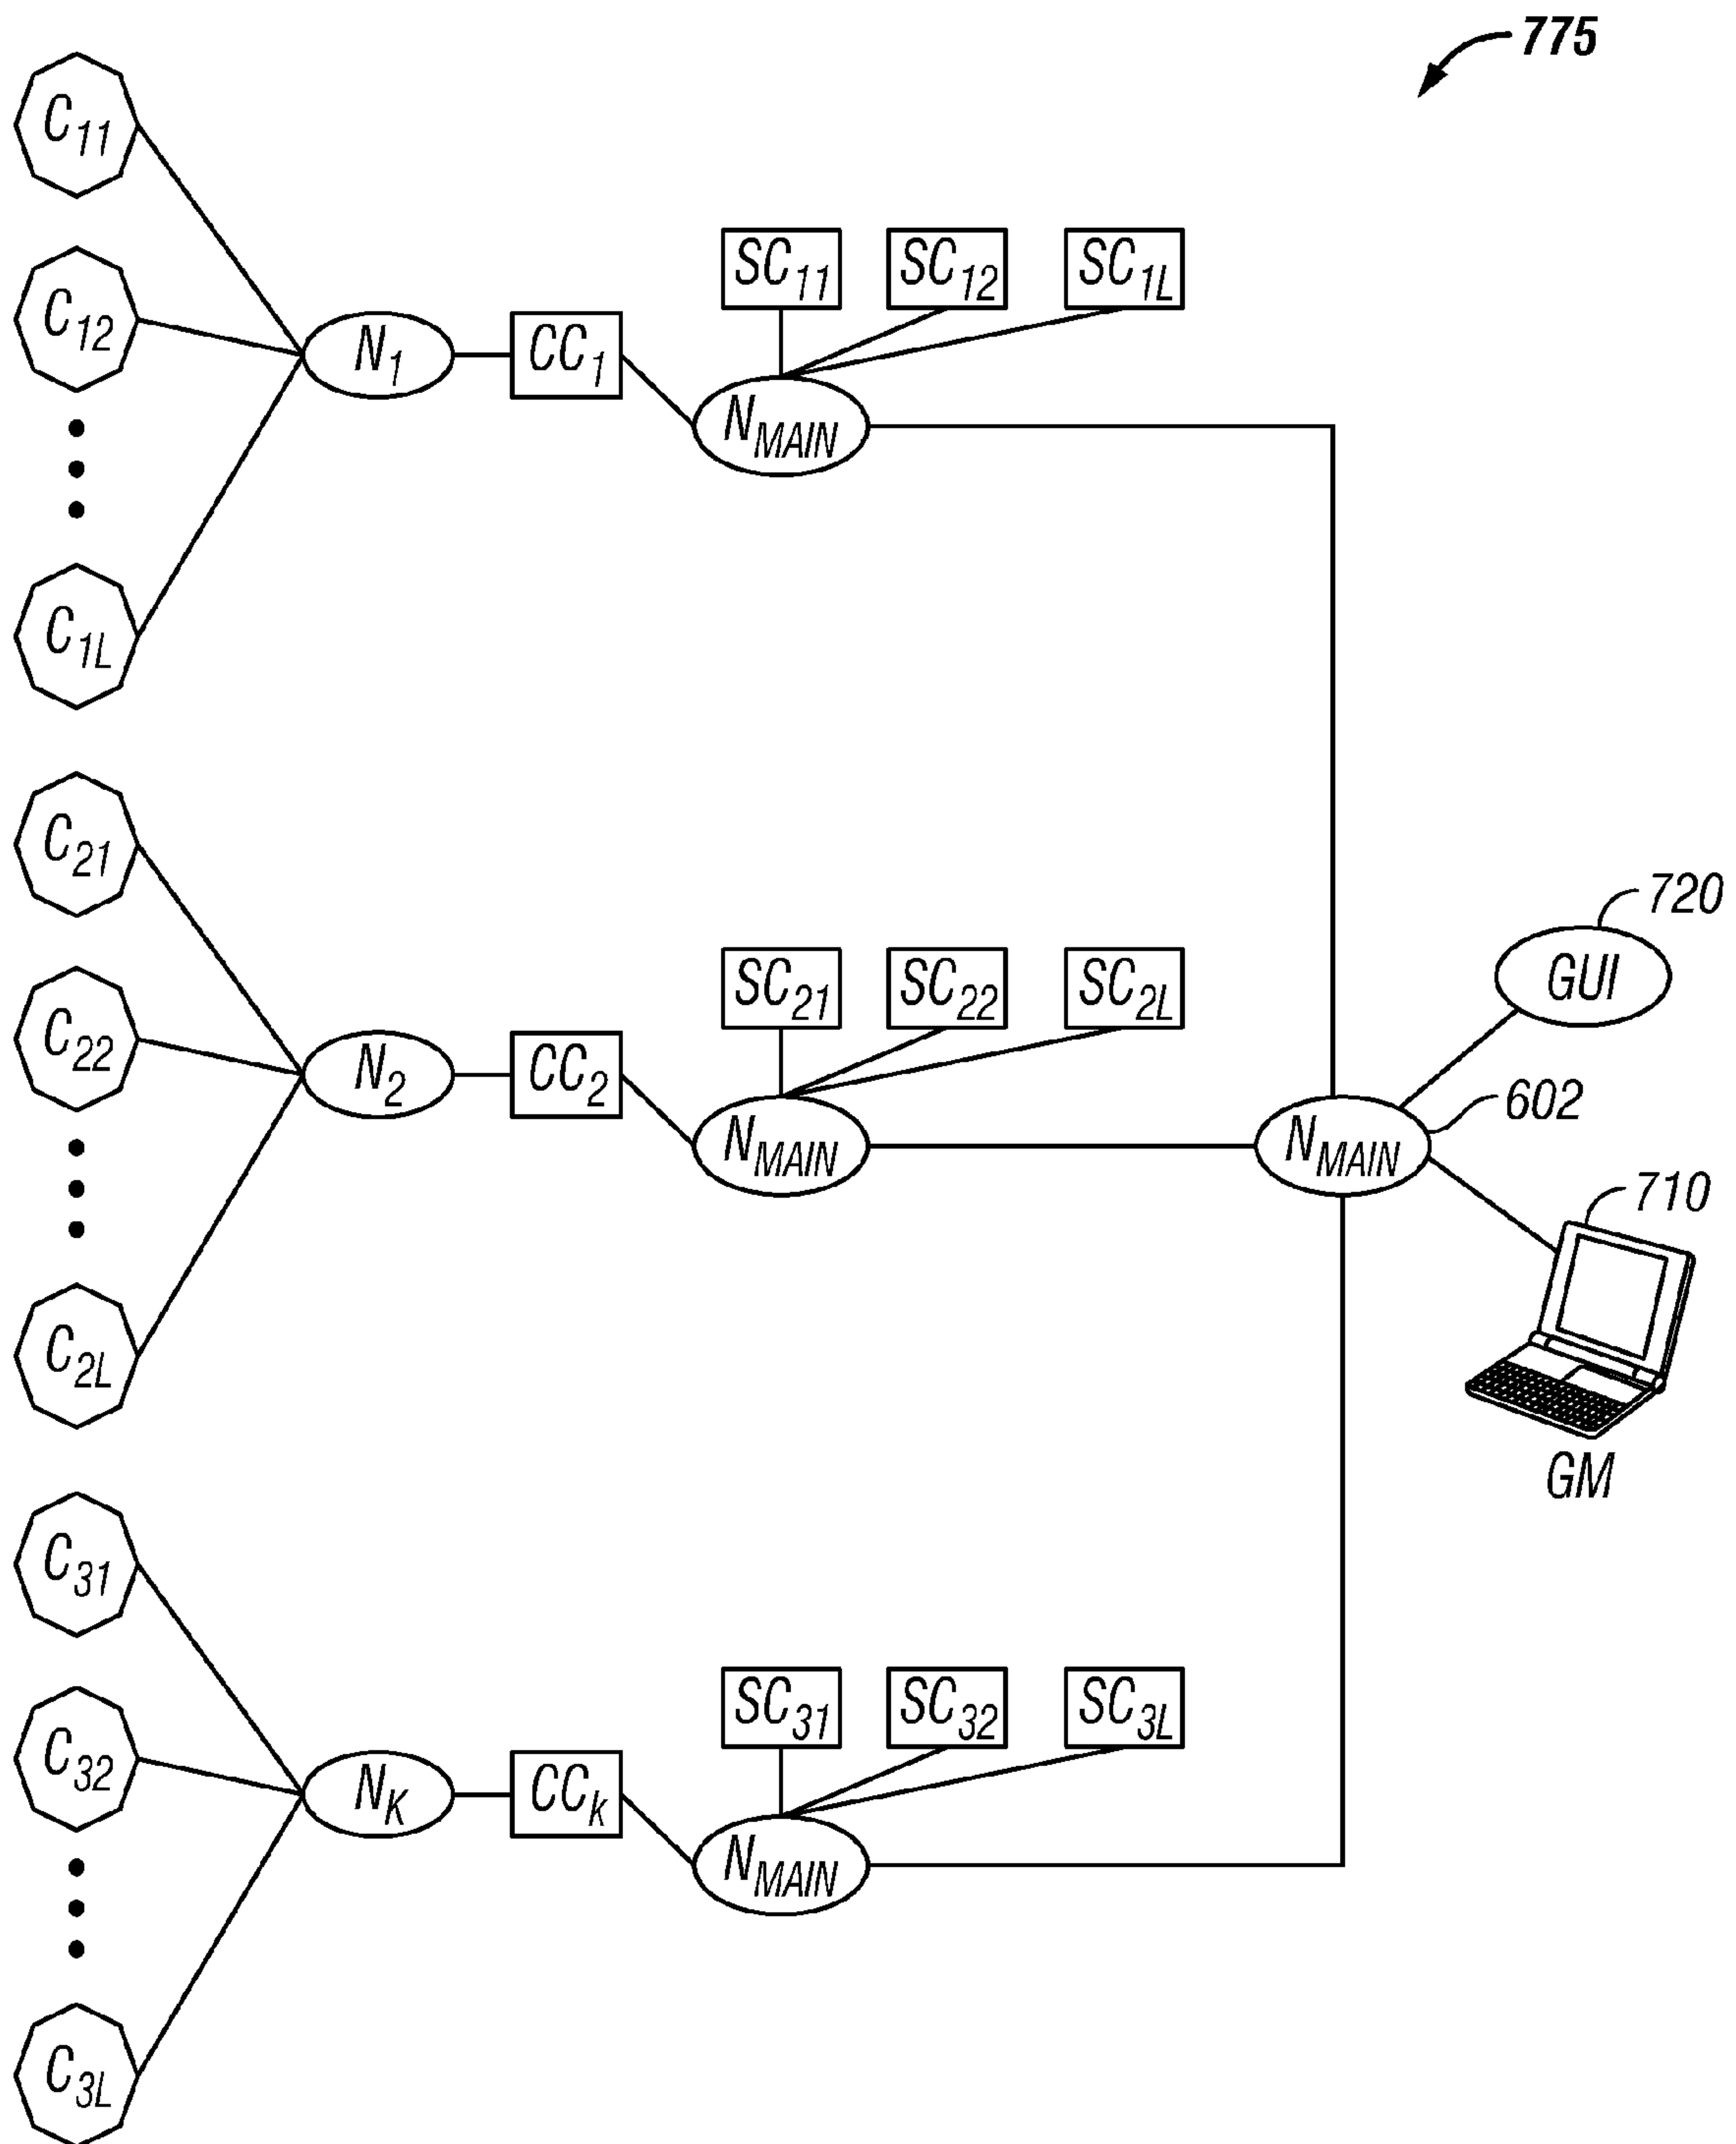 775
C11
C12
C1L
N1
CC1
SC11
SC12
SC1L
NMAIN
C21
C22
C2L
N2
CC2
SC21
SC22
SC2L
NMAIN
720
GUI
602
NMAIN
710
GM
C31
C32
C3L
NK
CCk
SC31
SC32
SC3L
NMAIN